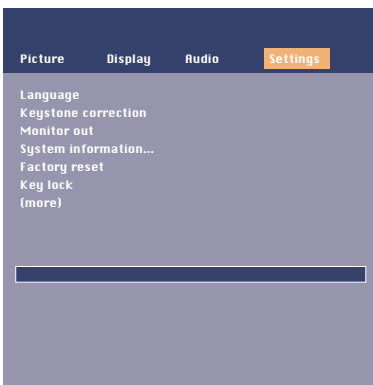 Picture Display Audio Settings
Language
Keystone correction
Monitor out
System information...
Factory reset
Key lock
(more)